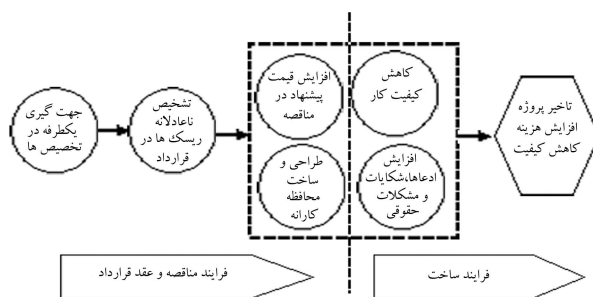 جهت گیری
یکطرفه در
تخصیص ها
تشخیص
ناعادلانه
ریسک ها در
قرارداد
افزایش قیمت
پیشنهاد در
مناقصه
طراحی و
ساخت
محافظه
کارانه
کاهش
کیفیت کار
افزایش
ادعاها،شکایات
و مشکلات
حقوقی
تاخیر پروژه
افزایش هزینه
کاهش کیفیت
فرایند مناقصه و عقد قرارداد
فرایند ساخت